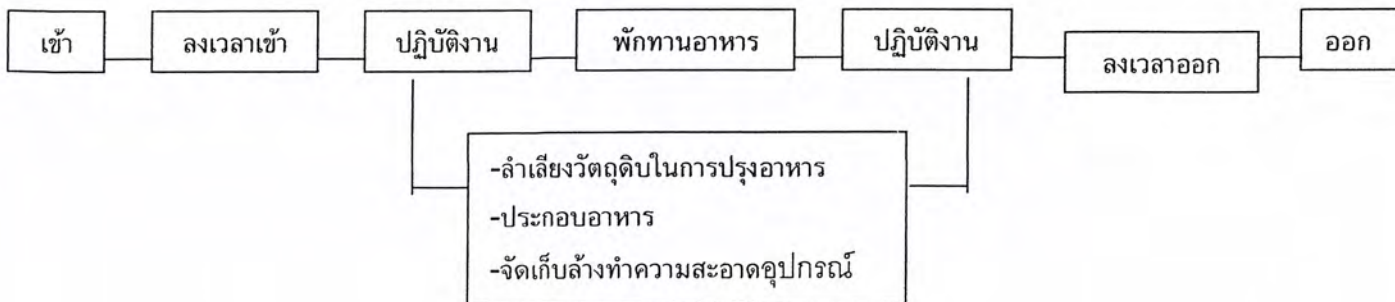 เข้า
ลงเวลาเข้า
ปฏิบัติงาน
พักทานอาหาร
ปฏิบัติงาน
ลงเวลาออก
ออก
-ลำเลียงวัตถุดิบในการปรุงอาหาร
-ประกอบอาหาร
-จัดเก็บล้างทำความสะอาดอุปกรณ์